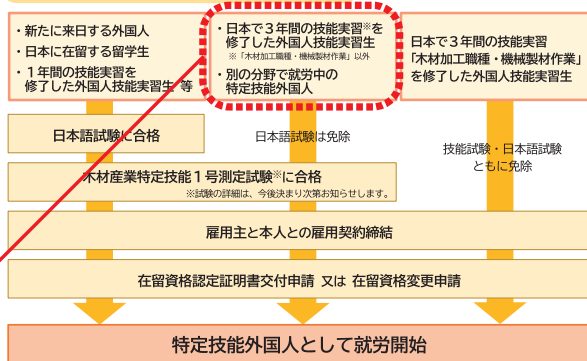 ・新たに来日する外国人
・日本に在留する留学生
・１年間の技能実習を
修了した外国人技能実習生 等
・日本で３年間の技能実習※を
修了した外国人技能実習生
※「木材加工職種・機械製材作業」以外
・別の分野で就労中の
特定技能外国人
日本で３年間の技能実習
「木材加工職種・機械製材作業」
を修了した外国人技能実習生
日本語試験に合格
日本語試験は免除
技能試験・日本語試験
ともに免除
木材産業特定技能１号測定試験※に合格
※試験の詳細は、今後決まり次第お知らせします。
雇用主と本人との雇用契約締結
在留資格認定証明書交付申請 又は 在留資格変更申請
特定技能外国人として就労開始